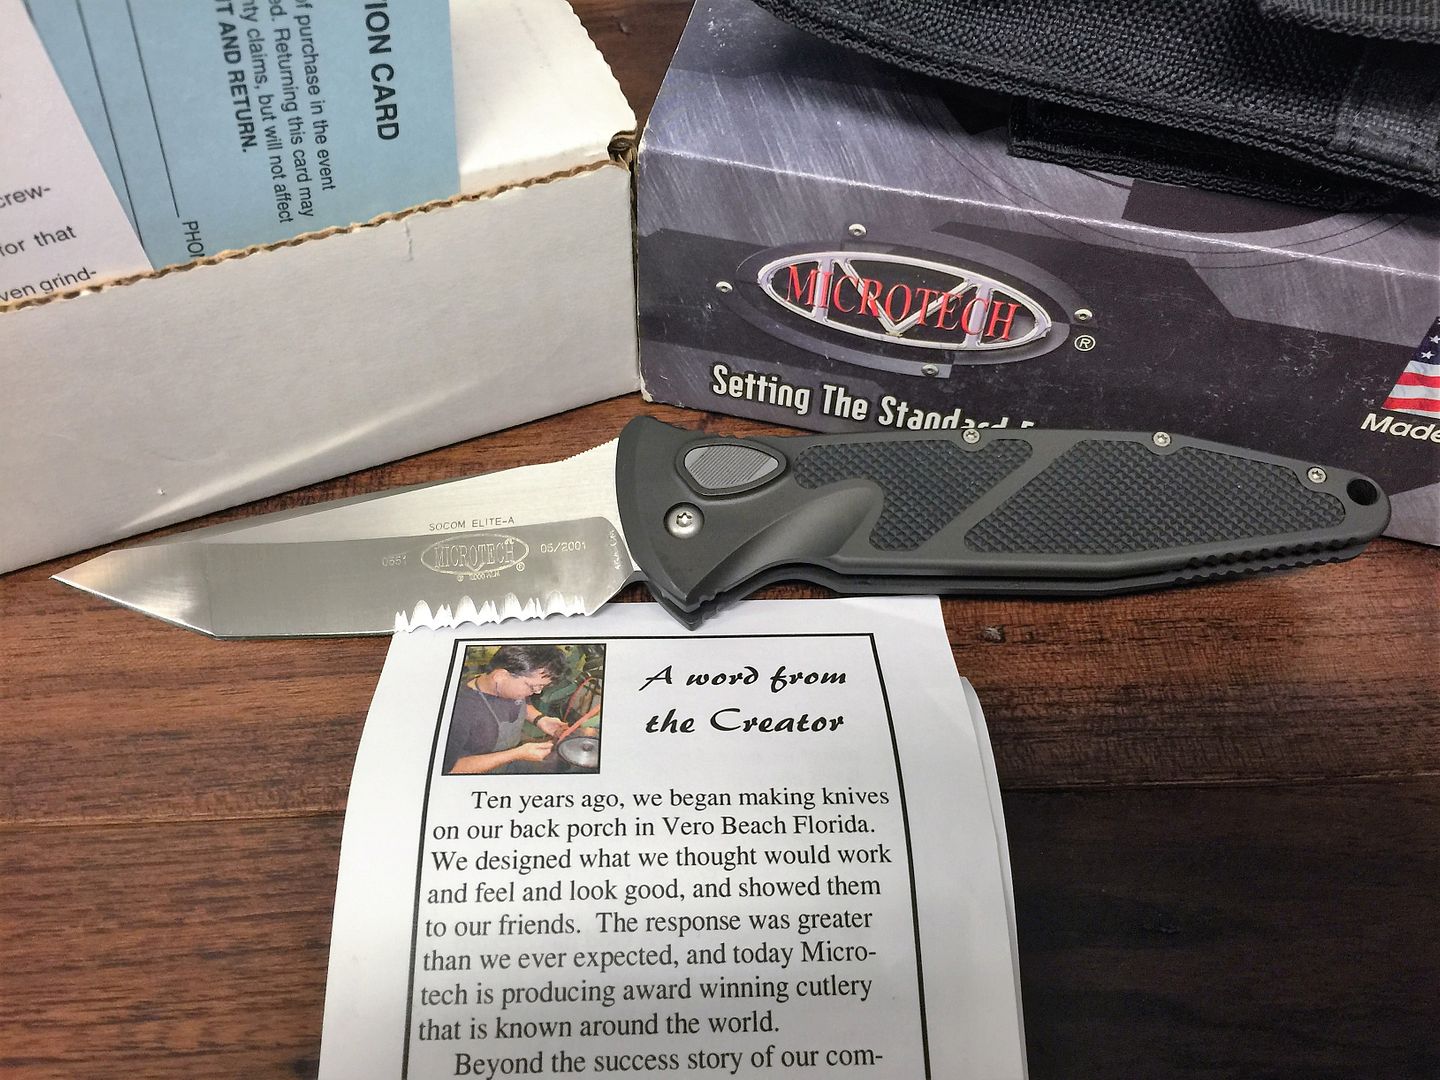 TION CARD
of purchase in the event
ed. Returning this card may
nty claims, but will not affect
T AND RETURN.
PHO
crew-
for that
ven grind-
MICROTECH
®
Setting The Standard
Made
SOCOM ELITE-A
0551
MICROTECH
®
05/2001
A word from
the Creator
Ten years ago, we began making knives
on our back porch in Vero Beach Florida.
We designed what we thought would work
and feel and look good, and showed them
to our friends. The response was greater
than we ever expected, and today Micro-
tech is producing award winning cutlery
that is known around the world.
Beyond the success story of our com-